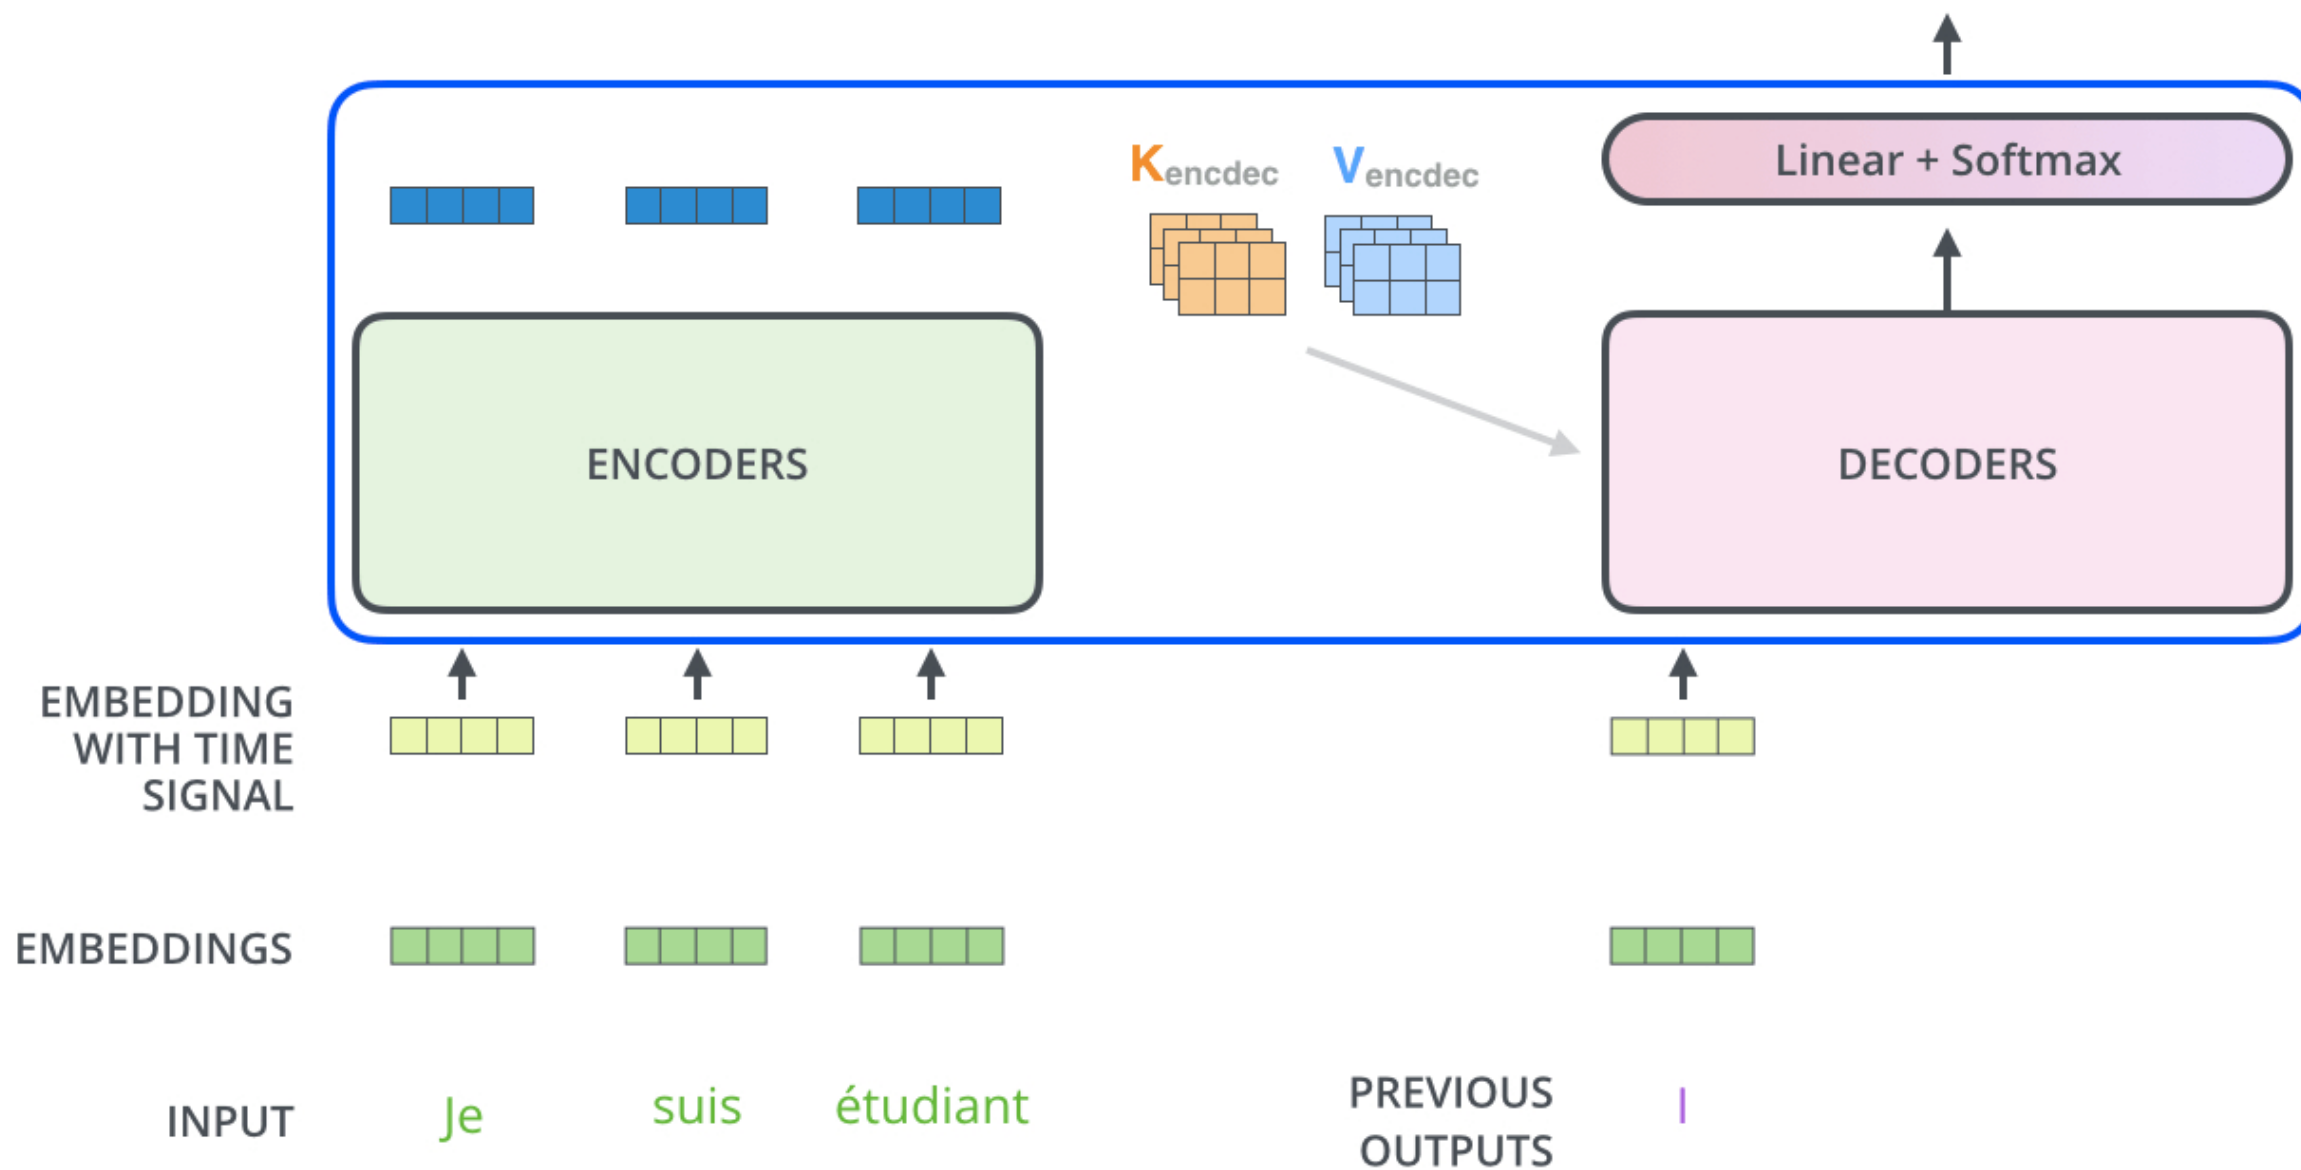 Kencdec
Vencdec
Linear + Softmax
ENCODERS
DECODERS
EMBEDDING
WITH TIME
SIGNAL
EMBEDDINGS
INPUT
Je
suis
étudiant
PREVIOUS
OUTPUTS
I